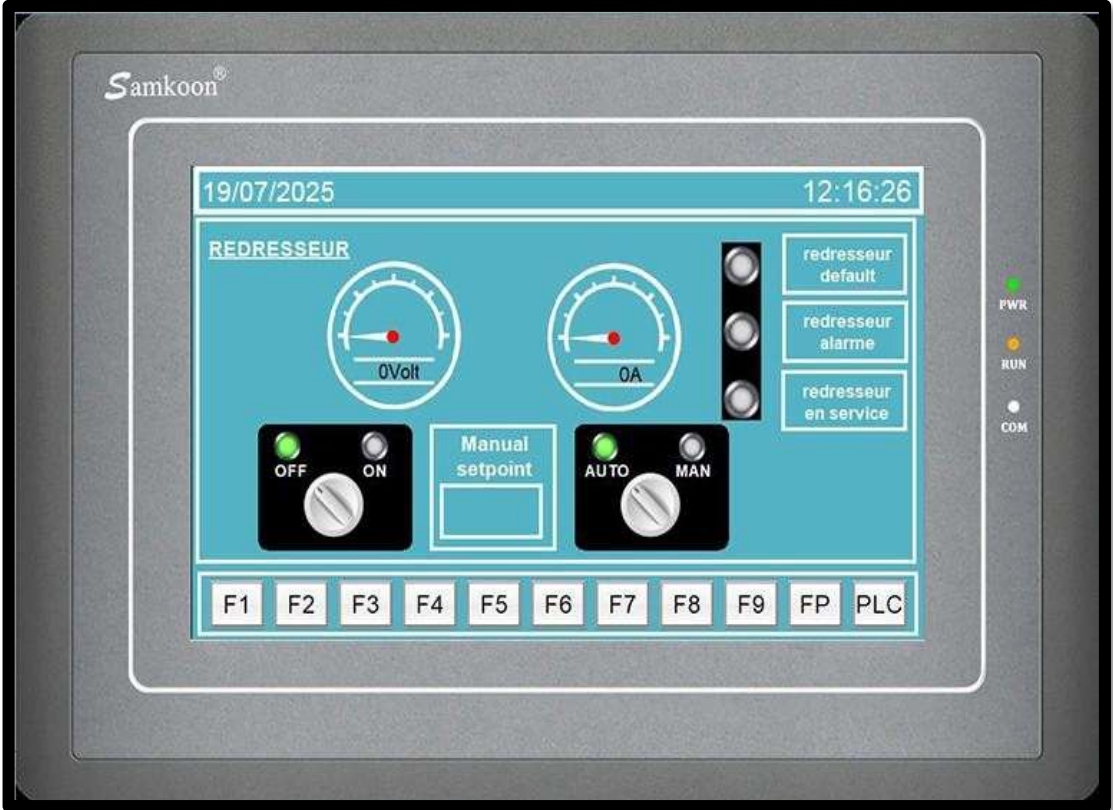 Samkoon®
19/07/2025 12:16:26
REDRESSEUR
redresseur
default
redresseur
alarme
redresseur
en service
0Volt
0A
PWR
RUN
COM
OFF ON
Manual
setpoint
AUTO MAN
F1 F2 F3 F4 F5 F6 F7 F8 F9 FP PLC